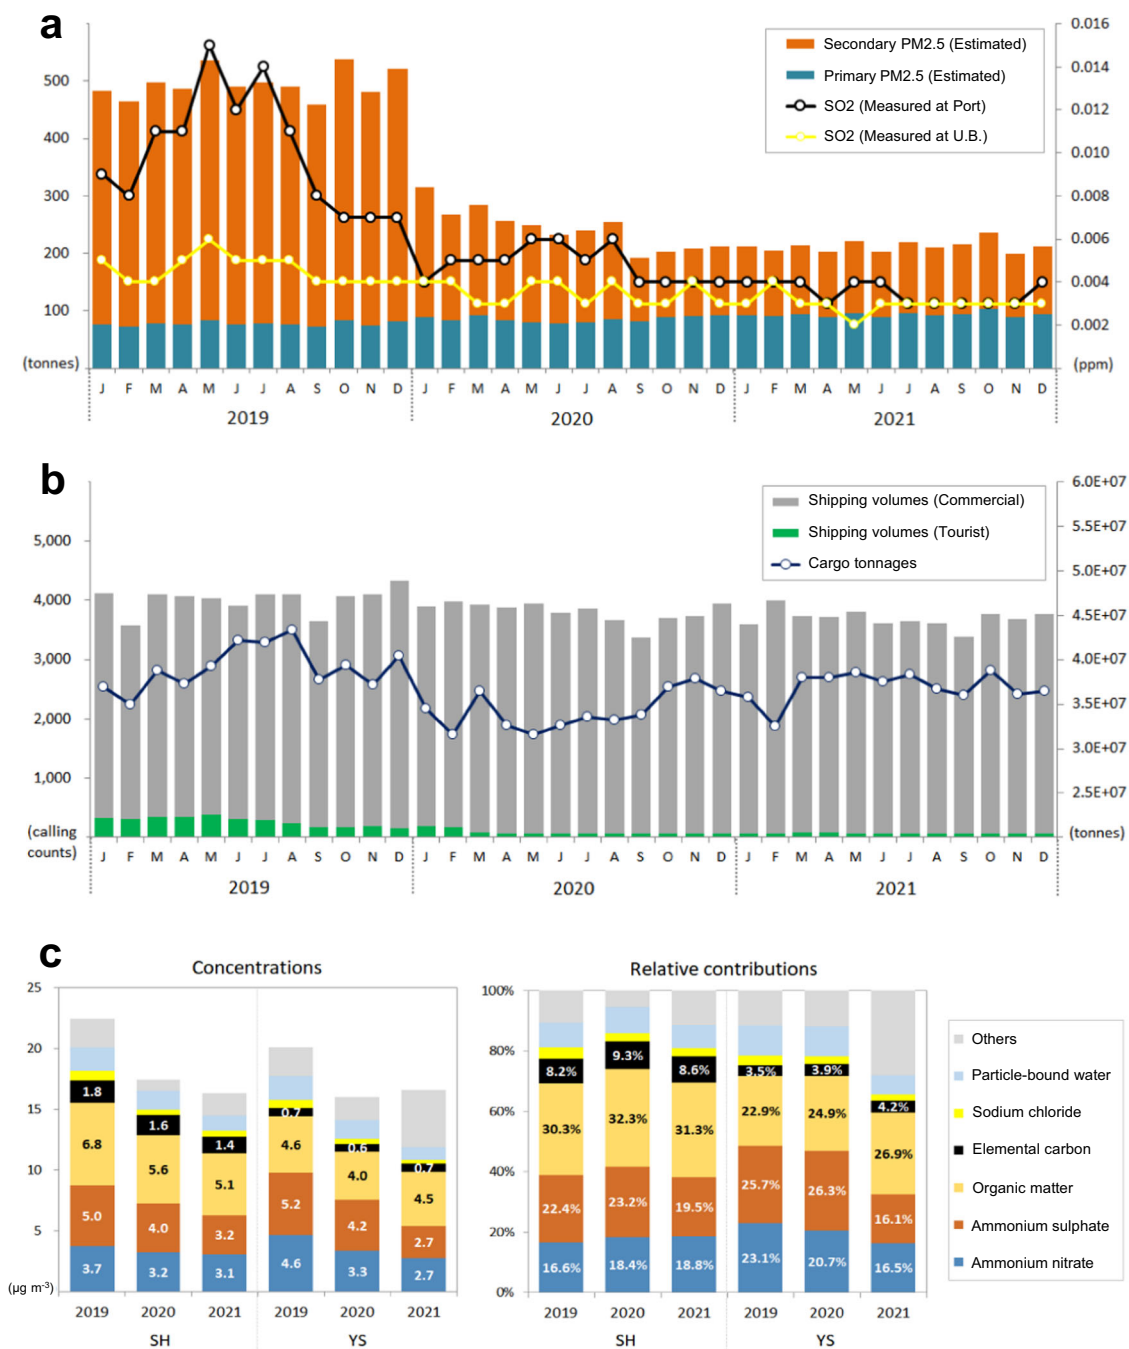 a
Secondary PM2.5 (Estimated)
Primary PM2.5 (Estimated)
SO2 (Measured at Port)
SO2 (Measured at U.B.)
500
400
300
200
100
(tonnes)
0.016
0.014
0.012
0.010
0.008
0.006
0.004
0.002
(ppm)
J F M A M J J A S O N D J F M A M J J A S O N D J F M A M J J A S O N D
2019 2020 2021
b
Shipping volumes (Commercial)
Shipping volumes (Tourist)
Cargo tonnages
5,000
4,000
3,000
2,000
1,000
(calling
counts)
6.0E+07
5.5E+07
5.0E+07
4.5E+07
4.0E+07
3.5E+07
3.0E+07
2.5E+07
(tonnes)
J F M A M J J A S O N D J F M A M J J A S O N D J F M A M J J A S O N D
2019 2020 2021
c
Concentrations
25
20
15
10
5
(μg m-3)
1.8
6.8
5.0
3.7
1.6
5.6
4.0
3.2
1.4
5.1
3.2
3.1
0.7
4.6
5.2
4.6
0.6
4.0
4.2
3.3
0.7
4.5
2.7
2.7
2019 2020 2021 2019 2020 2021
SH YS
Relative contributions
100%
80%
60%
40%
20%
0%
8.2%
30.3%
22.4%
16.6%
9.3%
32.3%
23.2%
18.4%
8.6%
31.3%
19.5%
18.8%
3.5%
22.9%
25.7%
23.1%
3.9%
24.9%
26.3%
20.7%
4.2%
26.9%
16.1%
16.5%
2019 2020 2021 2019 2020 2021
SH YS
Others
Particle-bound water
Sodium chloride
Elemental carbon
Organic matter
Ammonium sulphate
Ammonium nitrate